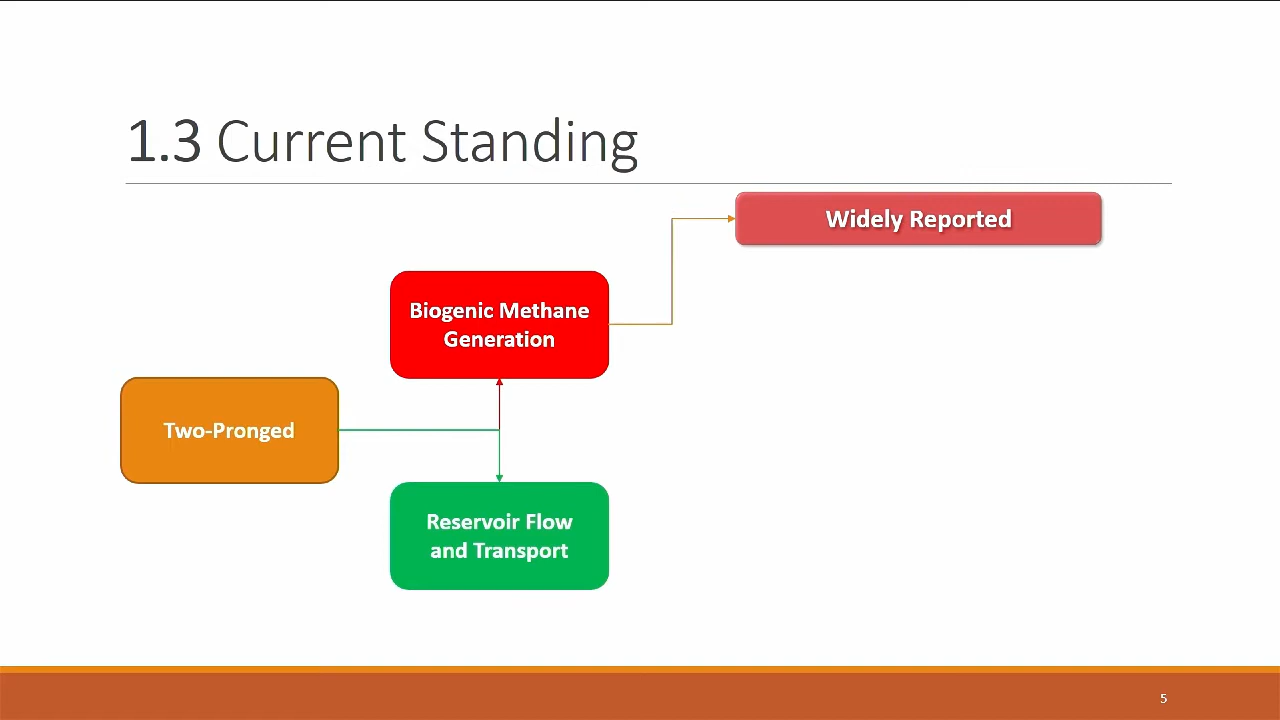 1.3 Current Standing
Widely Reported
Biogenic Methane
Generation
Two-Pronged
Reservoir Flow
and Transport
5